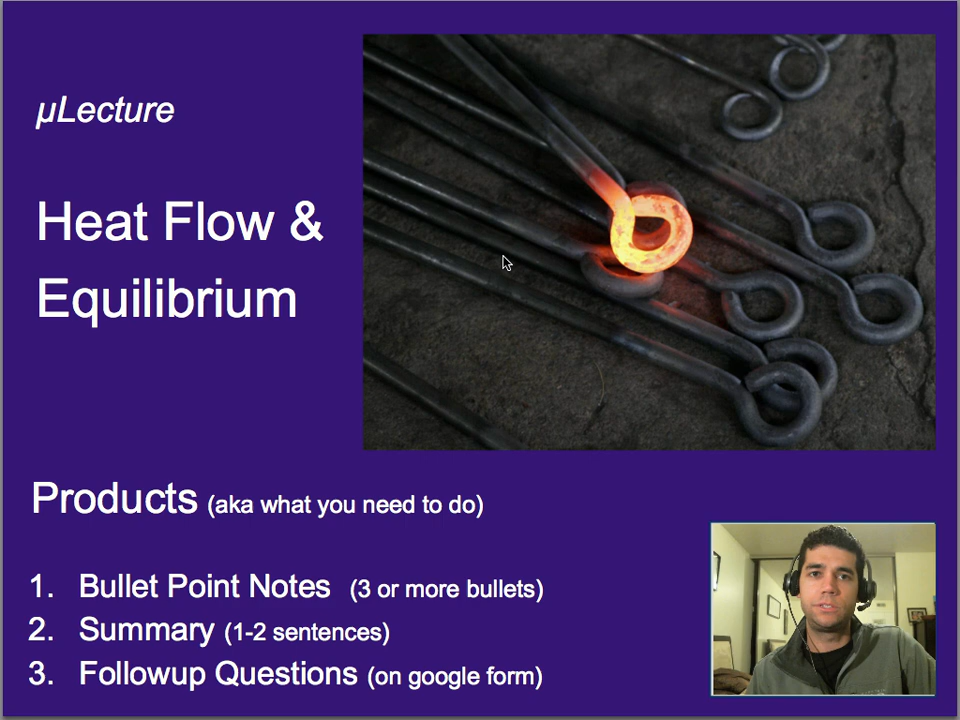 µLecture
Heat Flow &
Equilibrium
Products (aka what you need to do)
1. Bullet Point Notes (3 or more bullets)
2. Summary (1-2 sentences)
3. Followup Questions (on google form)